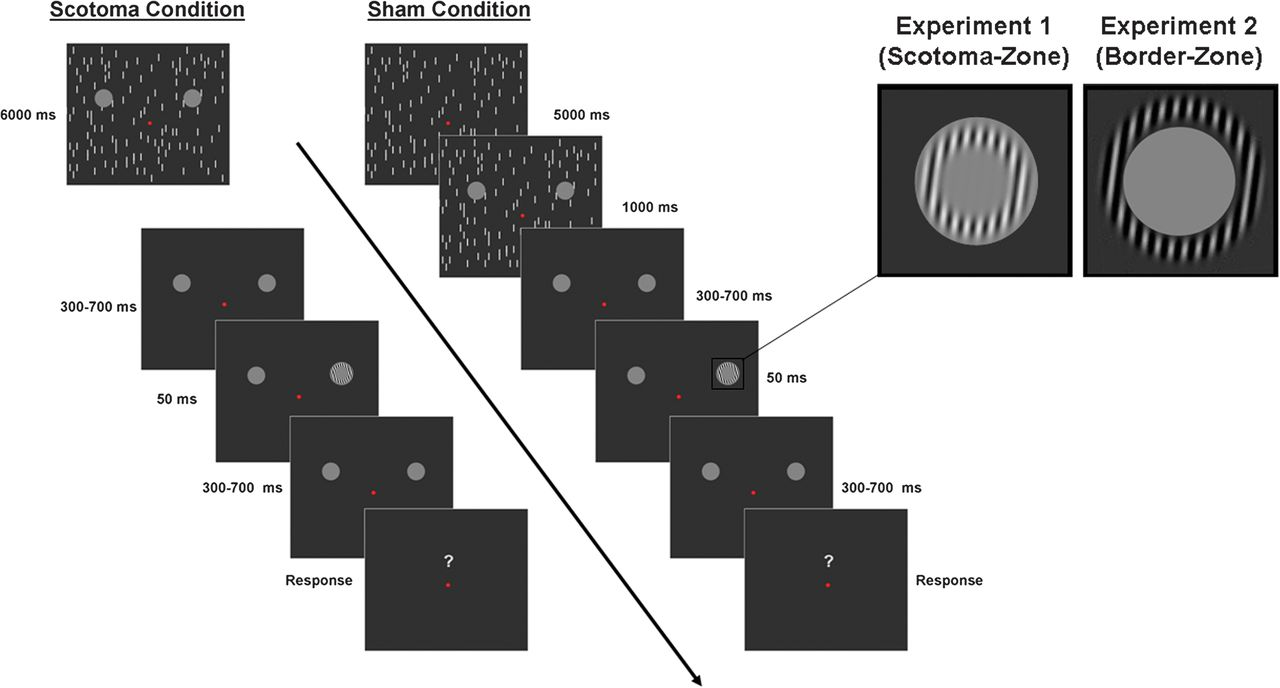 Scotoma Condition
Sham Condition
Experiment 1
(Scotoma-Zone)
Experiment 2
(Border-Zone)
6000 ms
300-700 ms
50 ms
300-700 ms
Response
?
5000 ms
1000 ms
300-700 ms
50 ms
300-700 ms
Response
?